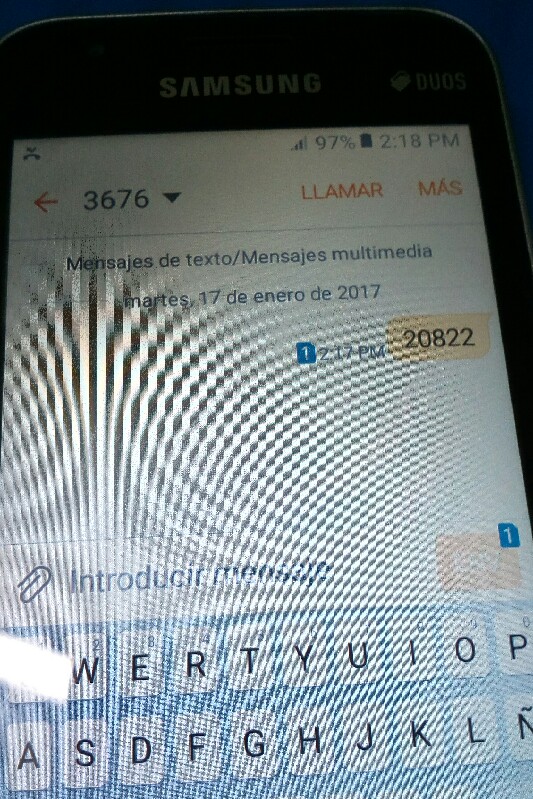 SAMSUNG DUOS
97% 2:18 PM
3676 LLAMAR MÁS
Mensajes de texto/Mensajes multimedia
martes, 17 de enero de 2017
1 2:17 PM 20822
1
Introducir mensaje
W E R T Y U I O P
A S D F G H J K L Ñ